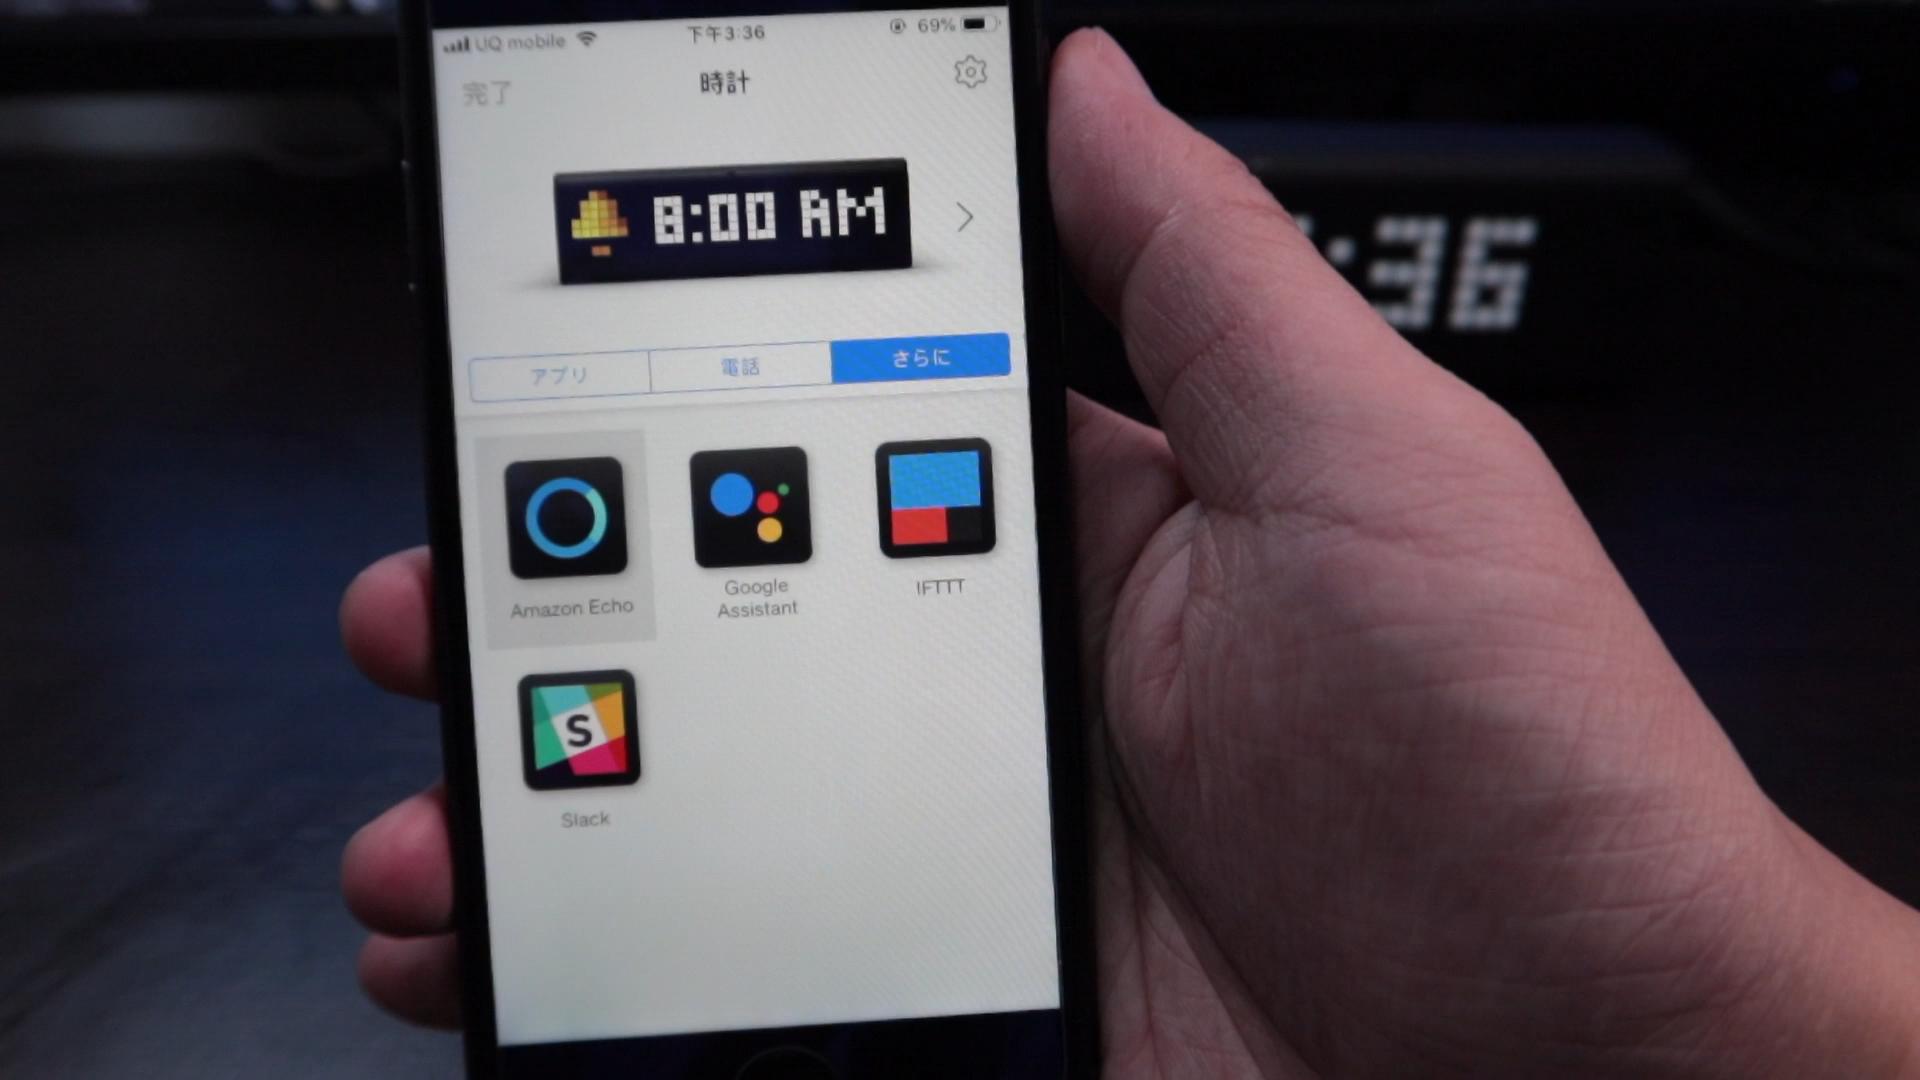 UQ mobile 下午3:36 69%
完了 時計
8:00 AM
:36
アプリ 電話 さらに
Amazon Echo
Google
Assistant
IFTTT
S
Slack